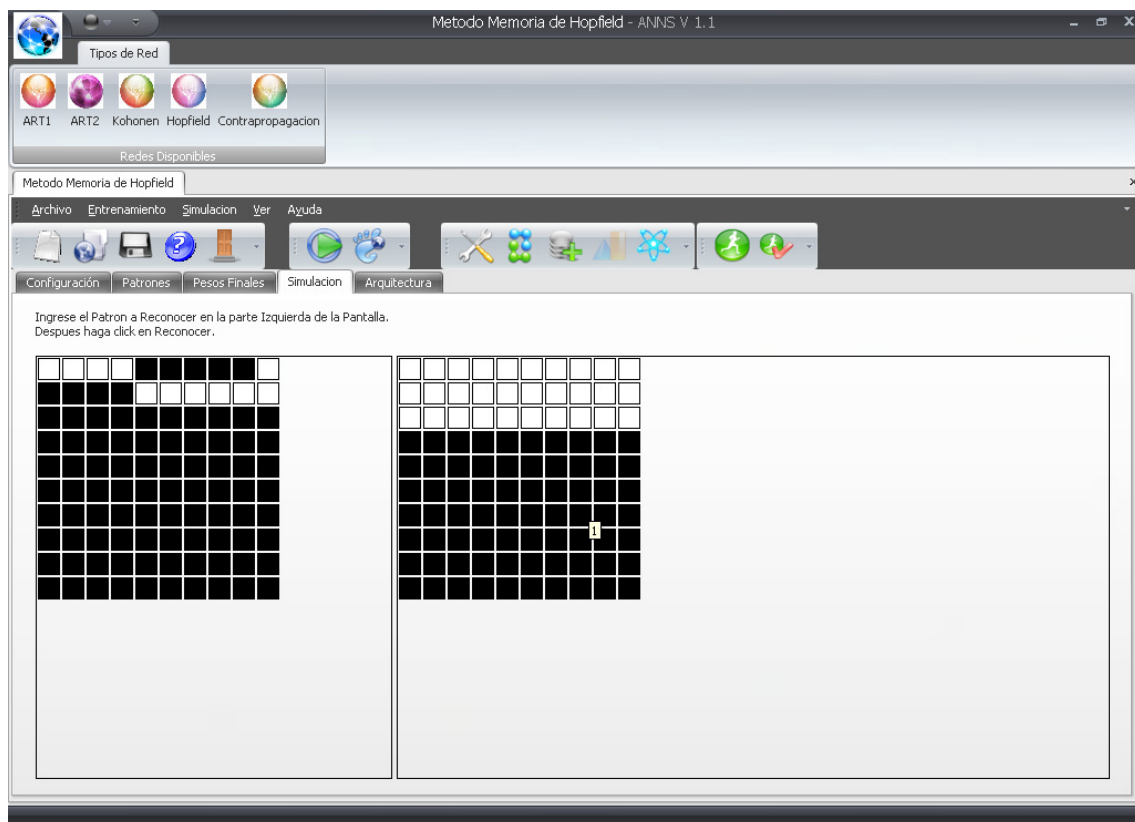 Metodo Memoria de Hopfield - ANNS V 1.1
Tipos de Red
ART1 ART2 Kohonen Hopfield Contrapropagacion
Redes Disponibles
Metodo Memoria de Hopfield
Archivo Entrenamiento Simulacion Ver Ayuda
Configuración Patrones Pesos Finales Simulacion Arquitectura
Ingrese el Patron a Reconocer en la parte Izquierda de la Pantalla.
Despues haga click en Reconocer.
1